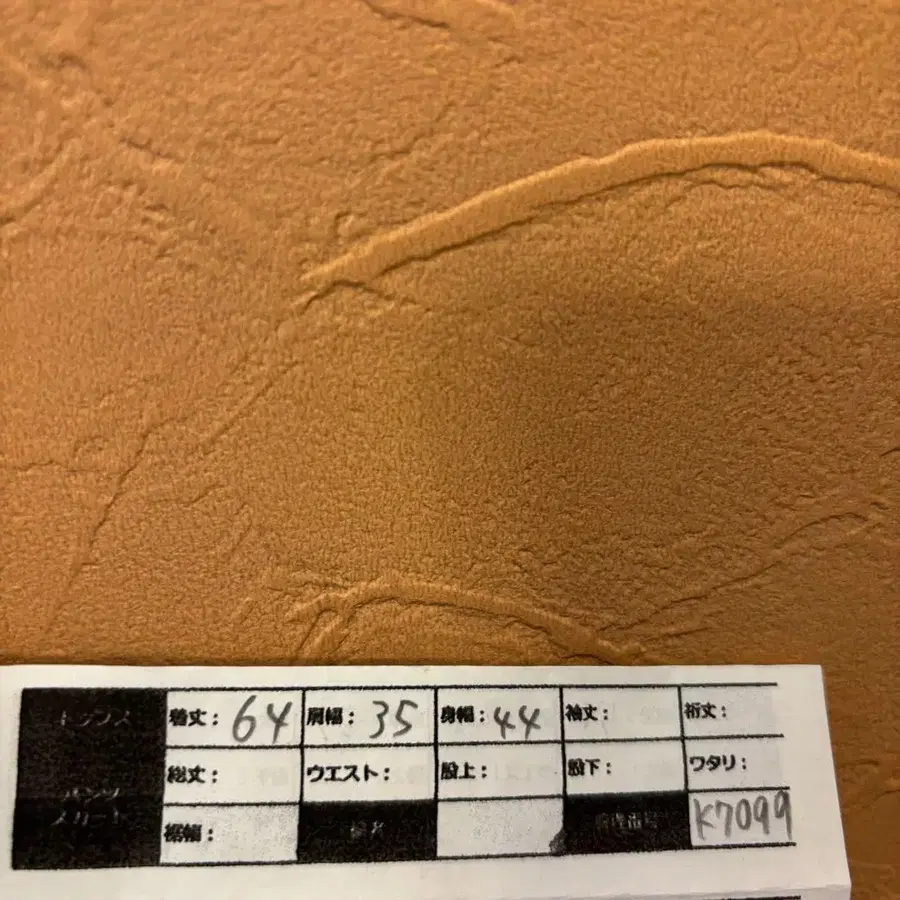 トップス 着丈: 64 肩幅: 35 身幅: 44 袖丈: 裄丈:
総丈: ウエスト: 股上: 股下: ワタリ:
パンツ
スカート 裾幅: K7099